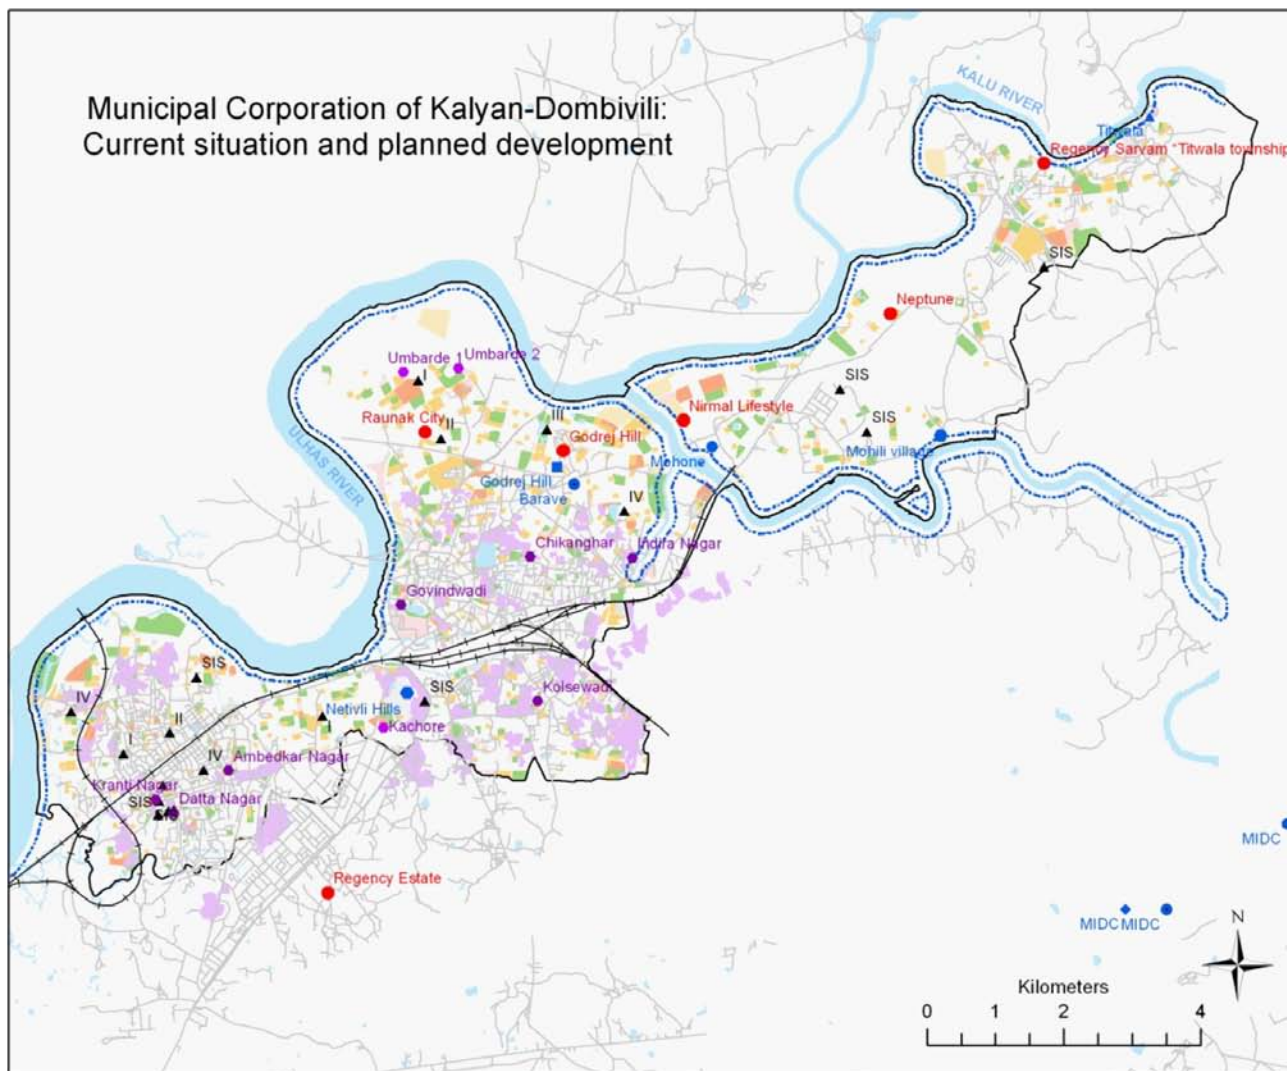 Municipal Corporation of Kalyan-Dombivili:
Current situation and planned development
KALU RIVER
Titwala
Regency Sarvam "Titwala township
SIS
Neptune
Umbarde 1
Umbarde 2
I
SIS
Nirmal Lifestyle
Raunak City
II
III
SIS
Godrej Hill
ULHAS RIVER
Mohone
Mohili village
Godrej Hill
Barave
IV
Chikanghar
Indira Nagar
Govindwadi
SIS
IV
Netivli Hills
SIS
Kolsewadi
II
I
Kachore
I
IV
Ambedkar Nagar
Kranti Nagar
SIS
Datta Nagar
SIS
I
MIDC
Regency Estate
MIDC
MIDC
N
Kilometers
0
1
2
4